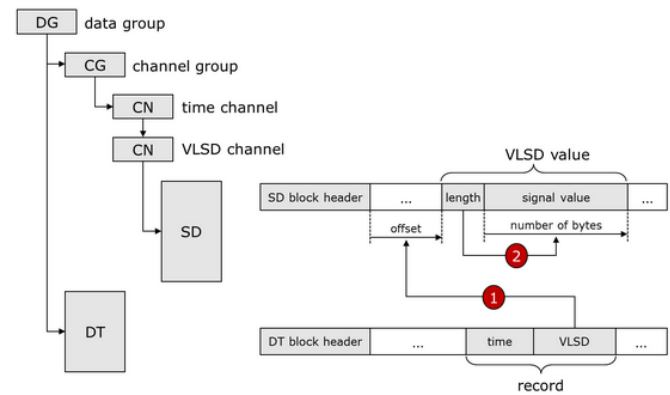 DG data group
CG channel group
CN time channel
CN VLSD channel
SD
DT
VLSD value
SD block header ... length signal value ...
offset number of bytes
2
1
DT block header ... time VLSD ...
record